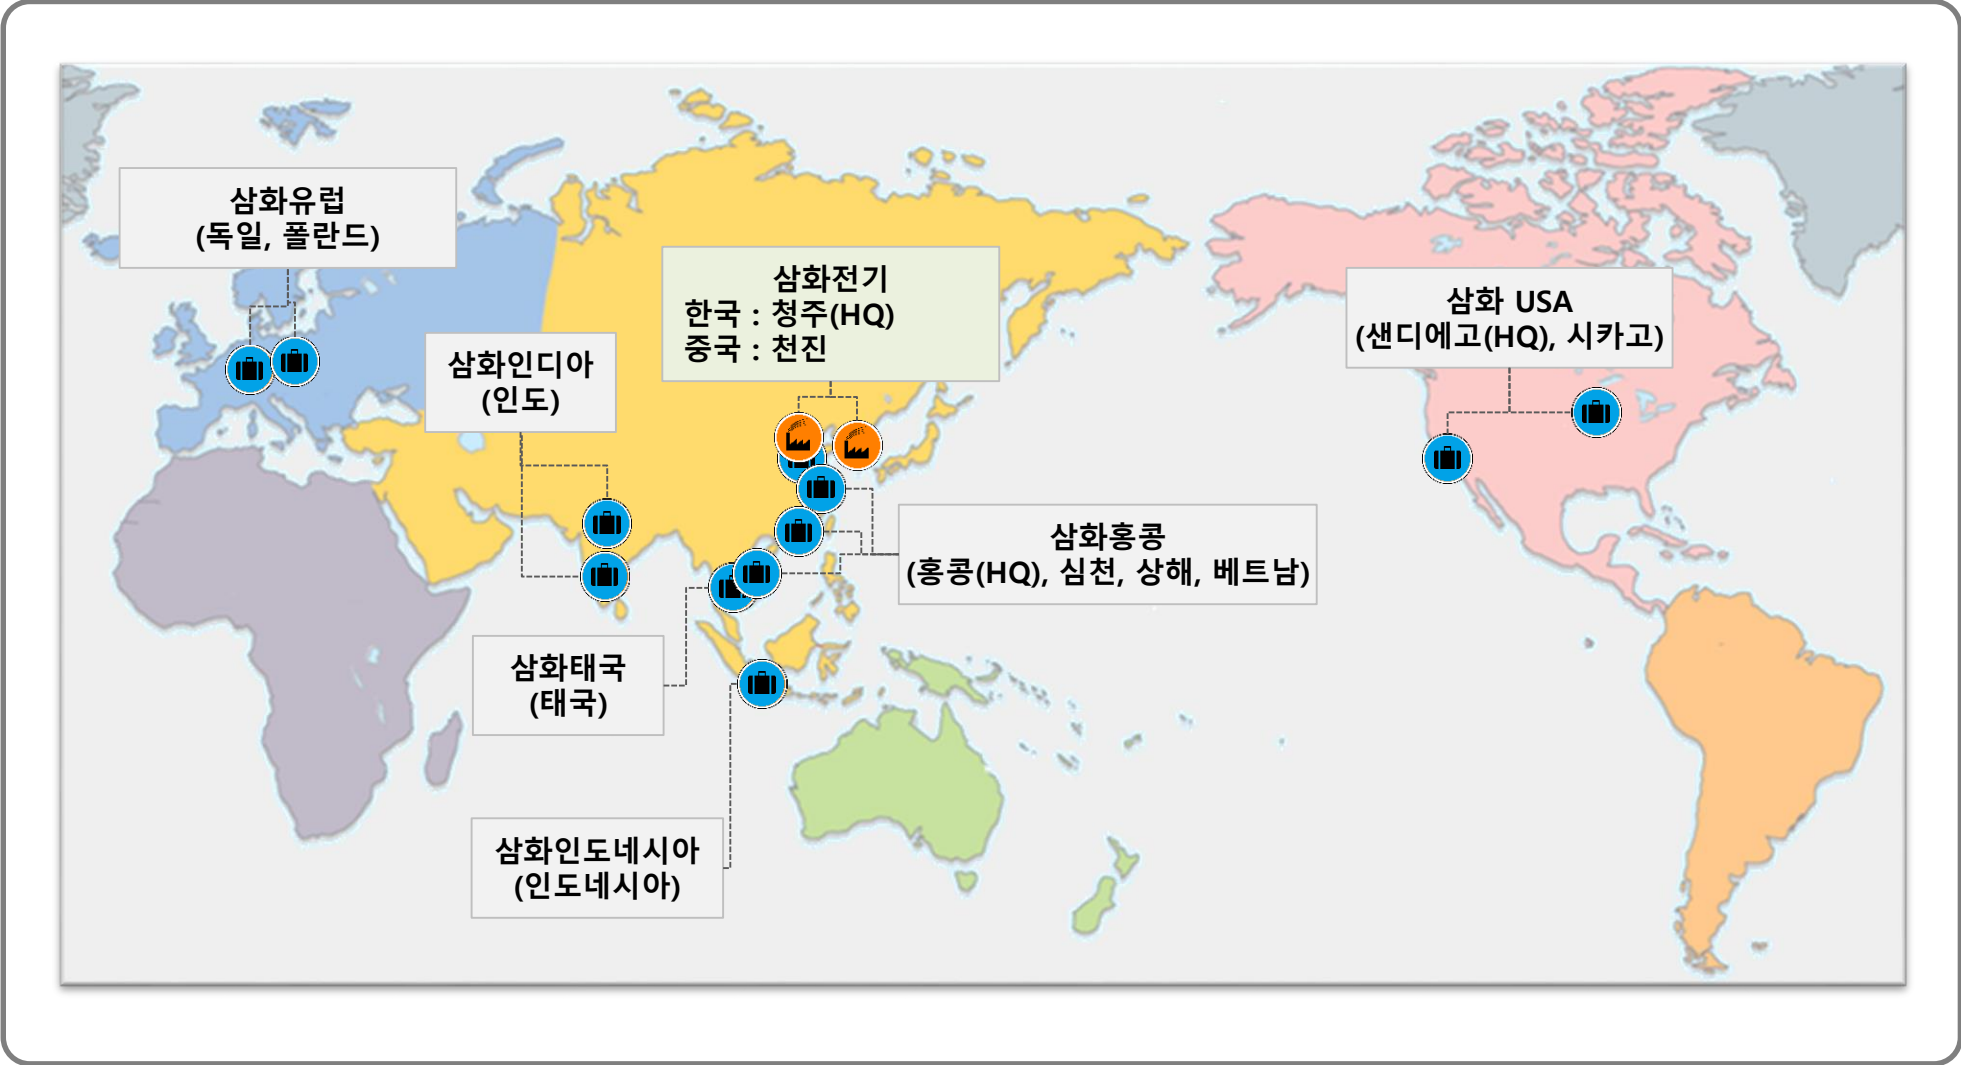 삼화유럽
(독일, 폴란드)
삼화전기
한국 : 청주(HQ)
중국 : 천진
삼화 USA
(샌디에고(HQ), 시카고)
삼화인디아
(인도)
삼화홍콩
(홍콩(HQ), 심천, 상해, 베트남)
삼화태국
(태국)
삼화인도네시아
(인도네시아)